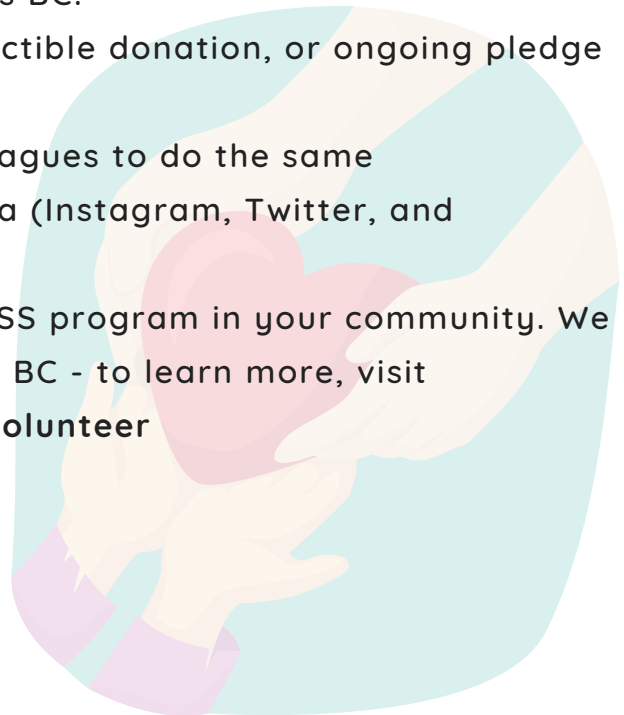 s BC.
ctible donation, or ongoing pledge
agues to do the same
a (Instagram, Twitter, and
SS program in your community. We
BC - to learn more, visit
olunteer